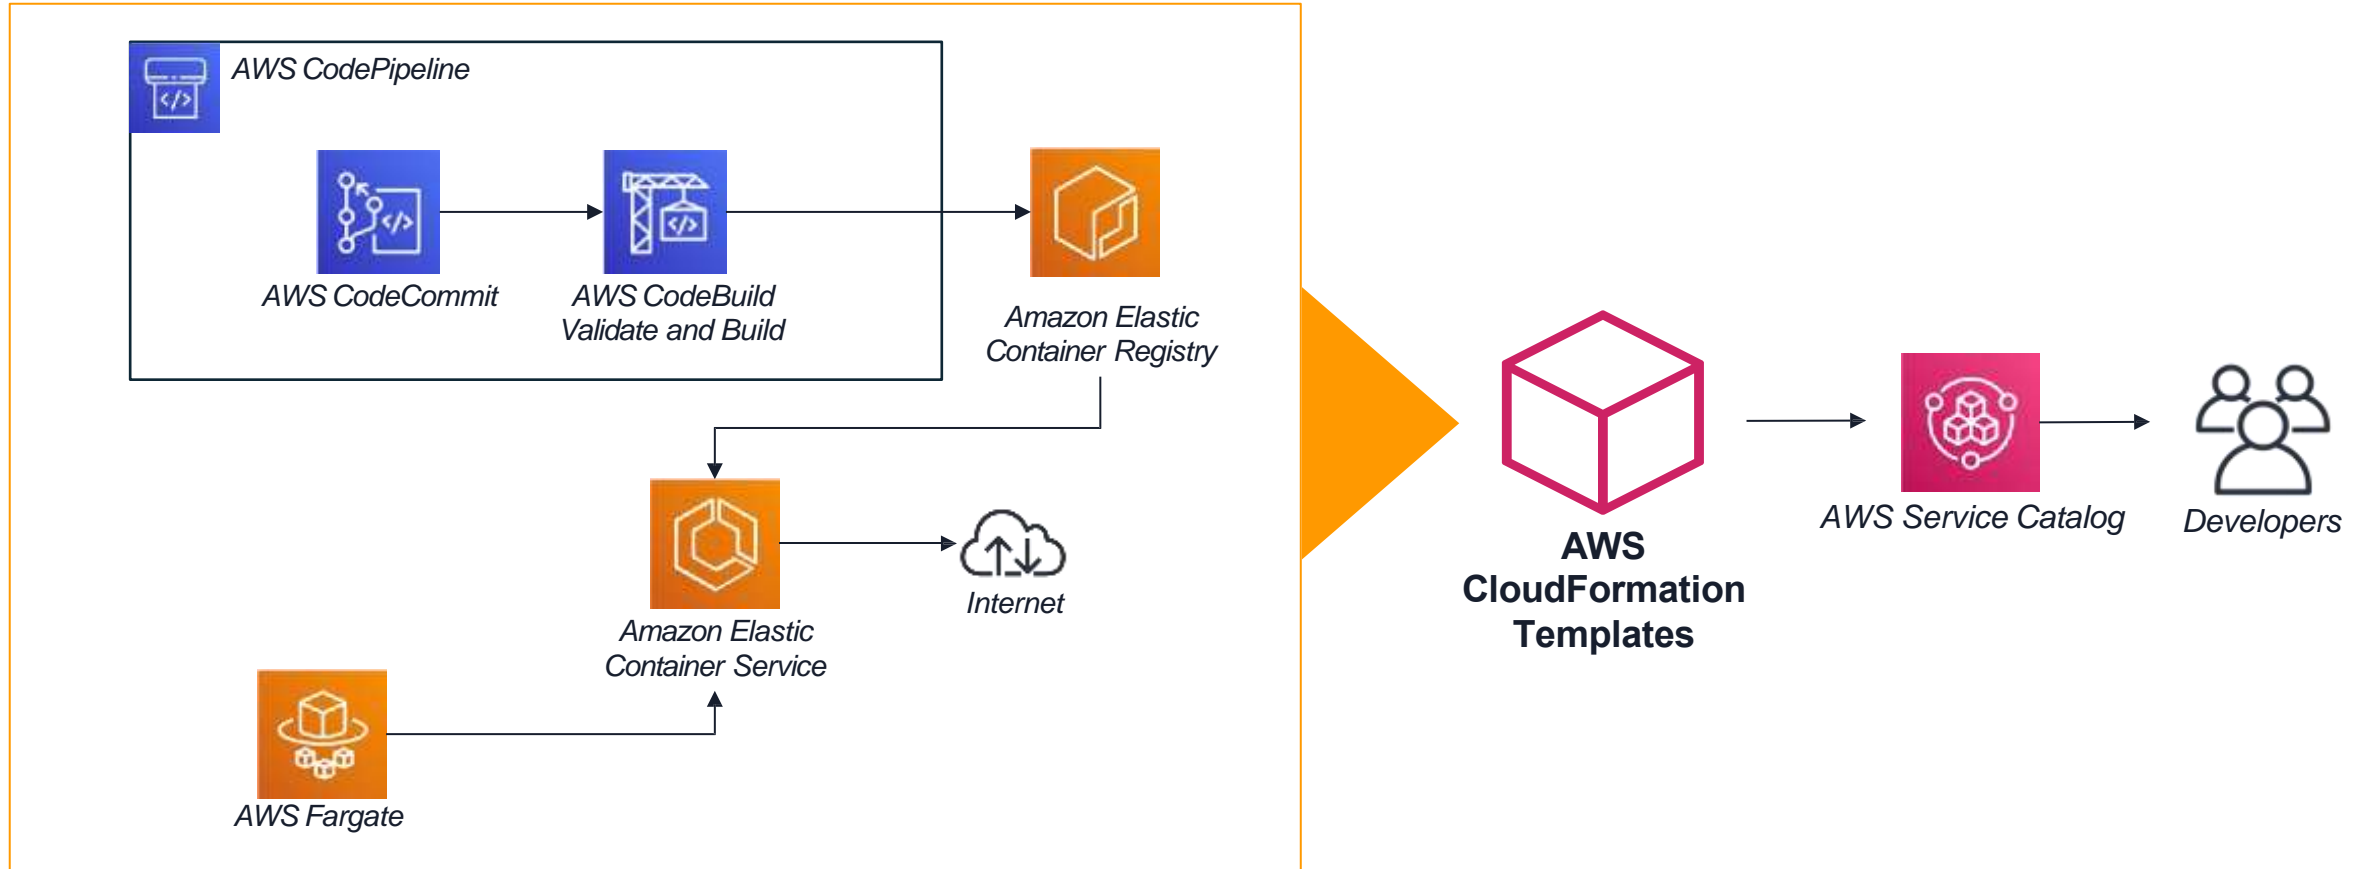 AWS CodePipeline
AWS CodeCommit
AWS CodeBuild
Validate and Build
Amazon Elastic
Container Registry
Amazon Elastic
Container Service
Internet
AWS Fargate
AWS
CloudFormation
Templates
AWS Service Catalog
Developers